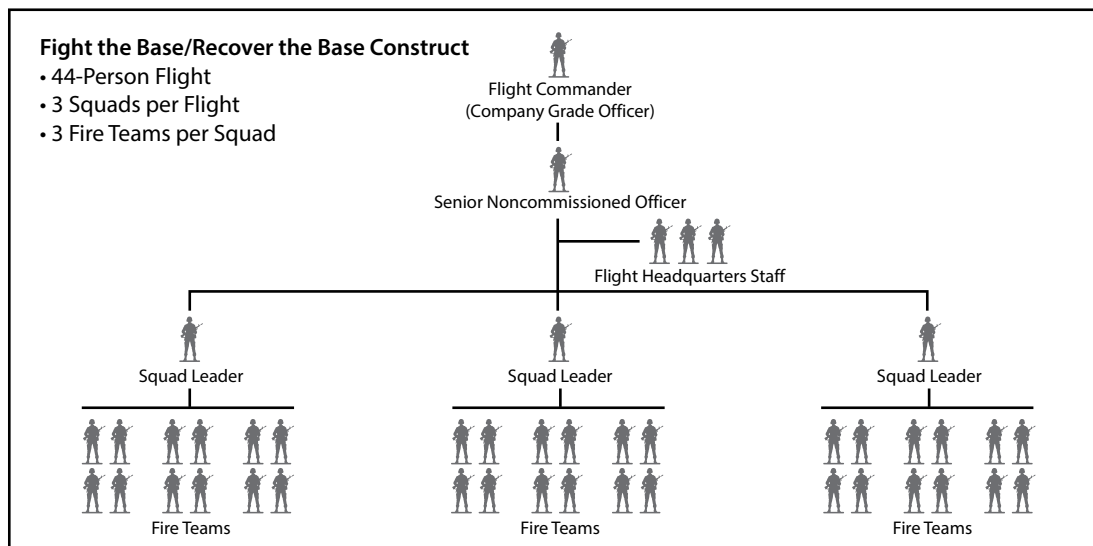 Fight the Base/Recover the Base Construct
• 44-Person Flight
• 3 Squads per Flight
• 3 Fire Teams per Squad
Flight Commander
(Company Grade Officer)
Senior Noncommissioned Officer
Flight Headquarters Staff
Squad Leader
Squad Leader
Squad Leader
Fire Teams
Fire Teams
Fire Teams